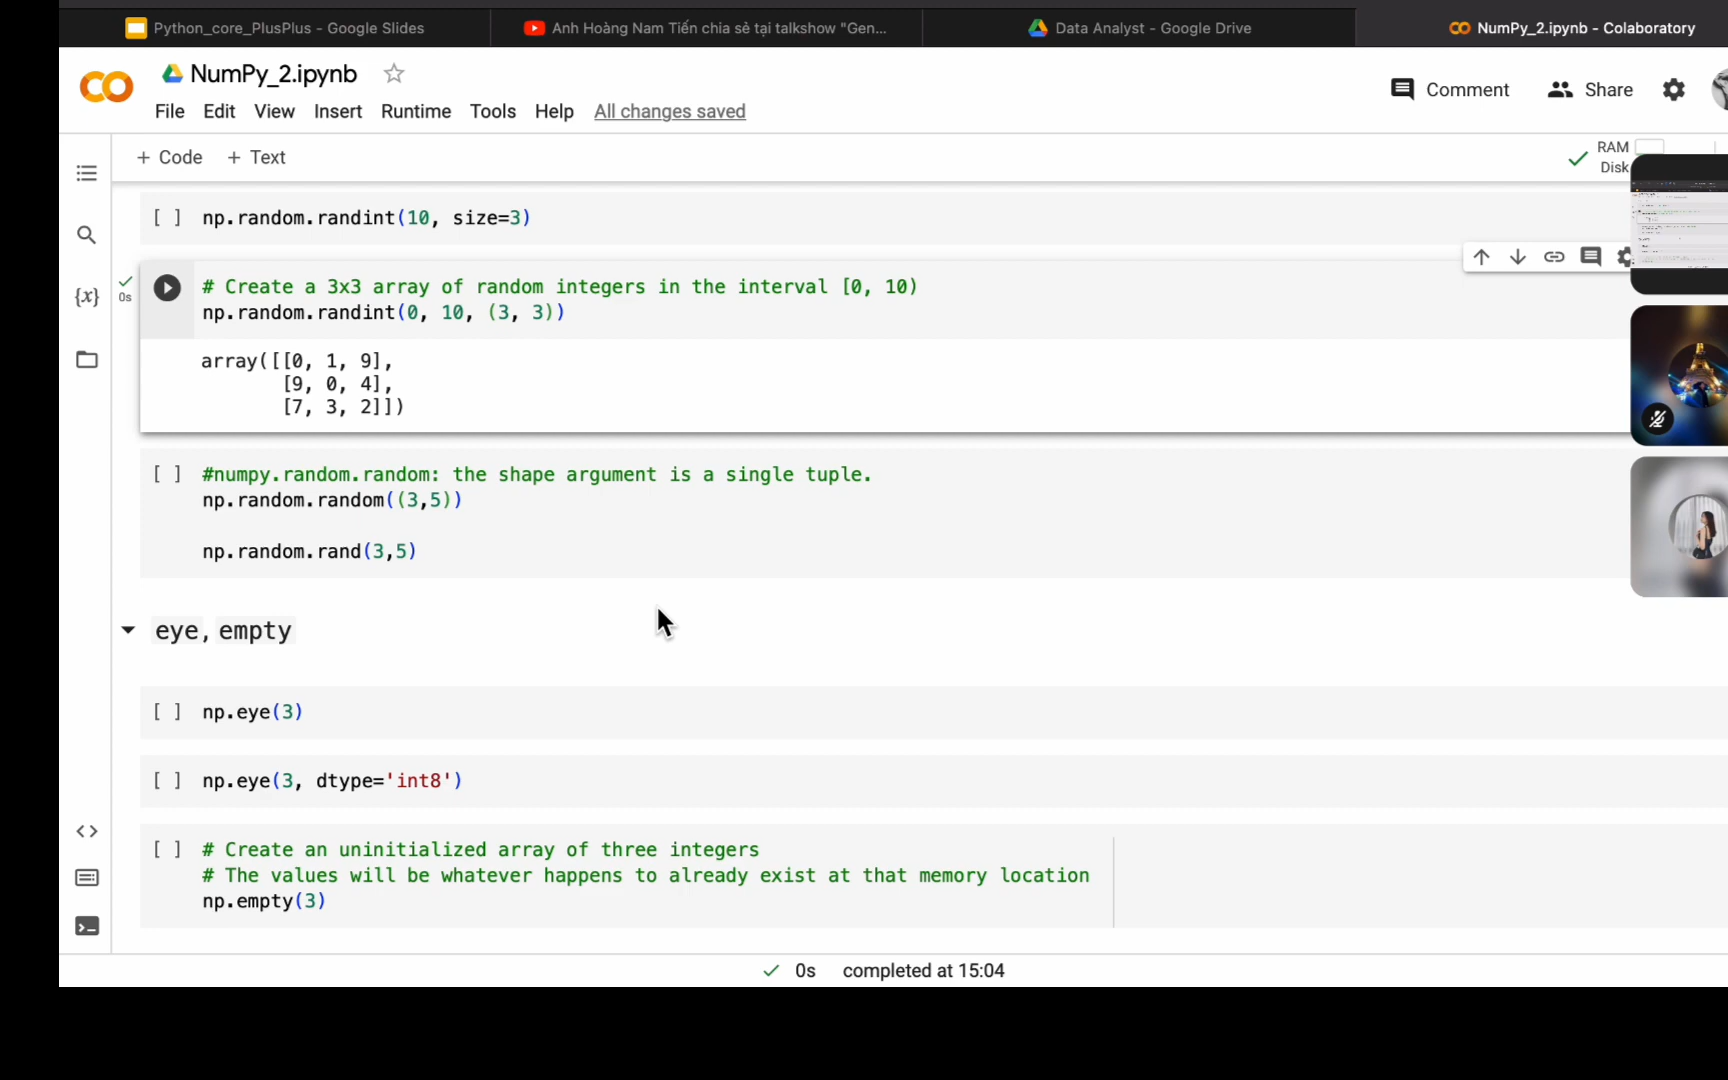 Python_core_PlusPlus - Google Slides
Anh Hoàng Nam Tiến chia sẻ tại talkshow "Gen...
Data Analyst - Google Drive
NumPy_2.ipynb - Colaboratory
NumPy_2.ipynb
Comment
Share
File Edit View Insert Runtime Tools Help All changes saved
+ Code + Text
RAM
Disk
[ ] np.random.randint(10, size=3)
{x}
0s
# Create a 3x3 array of random integers in the interval [0, 10)
np.random.randint(0, 10, (3, 3))
array([[0, 1, 9],
[9, 0, 4],
[7, 3, 2]])
[ ] #numpy.random.random: the shape argument is a single tuple.
np.random.random((3,5))
np.random.rand(3,5)
eye, empty
[ ] np.eye(3)
[ ] np.eye(3, dtype='int8')
[ ] # Create an uninitialized array of three integers
# The values will be whatever happens to already exist at that memory location
np.empty(3)
0s completed at 15:04